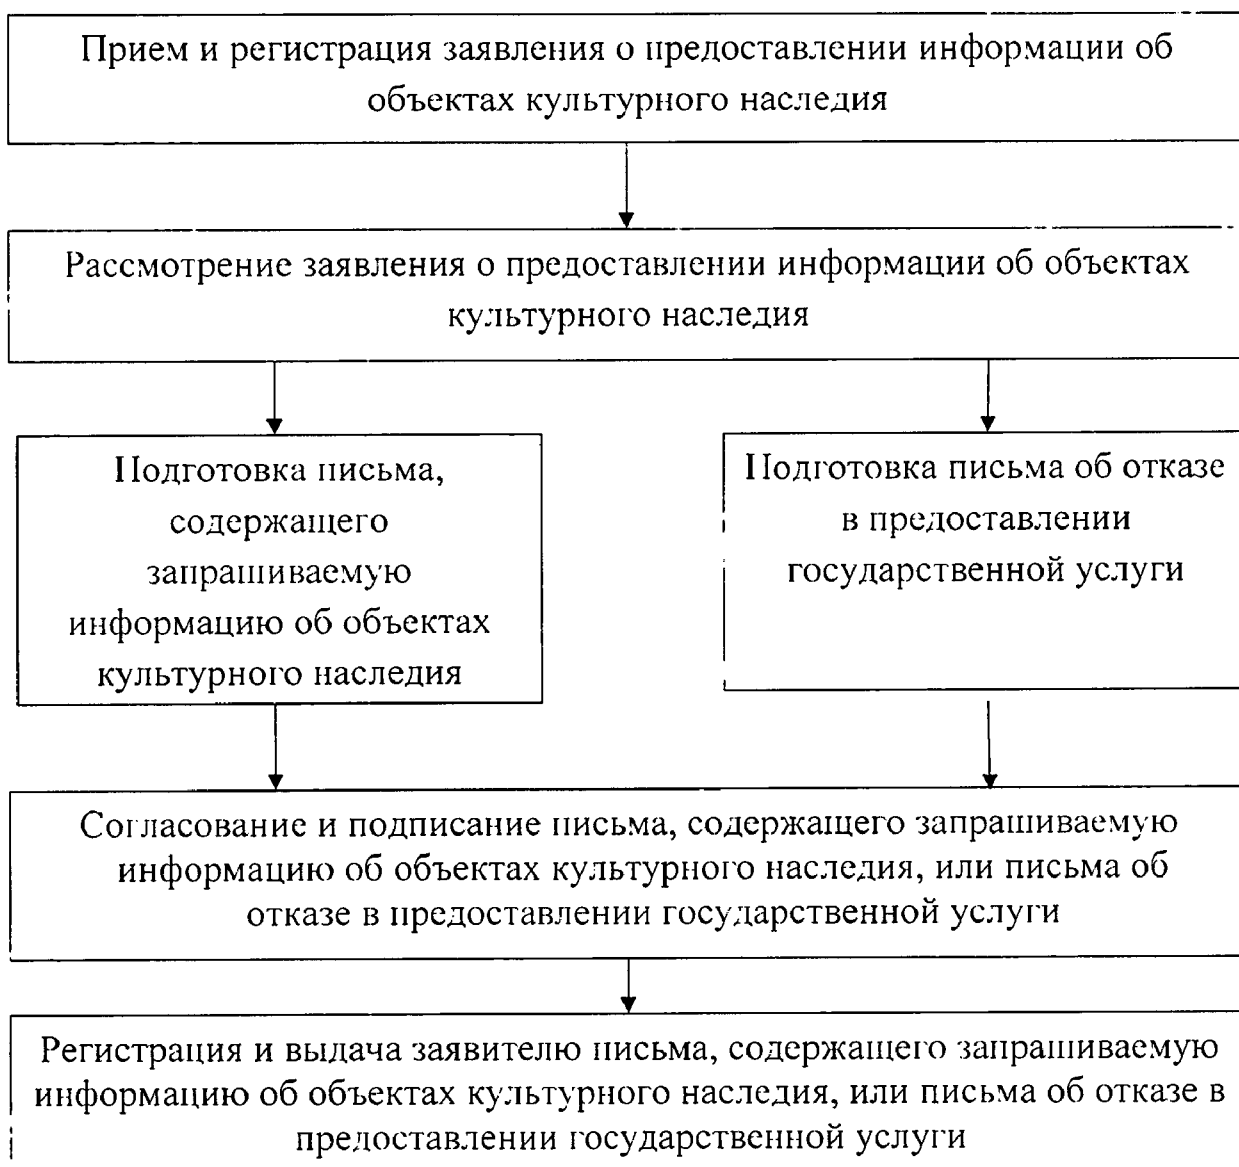 Прием и регистрация заявления о предоставлении информации об
объектах культурного наследия
Рассмотрение заявления о предоставлении информации об объектах
культурного наследия
Подготовка письма,
содержащего
запрашиваемую
информацию об объектах
культурного наследия
Подготовка письма об отказе
в предоставлении
государственной услуги
Согласование и подписание письма, содержащего запрашиваемую
информацию об объектах культурного наследия, или письма об
отказе в предоставлении государственной услуги
Регистрация и выдача заявителю письма, содержащего запрашиваемую
информацию об объектах культурного наследия, или письма об отказе в
предоставлении государственной услуги